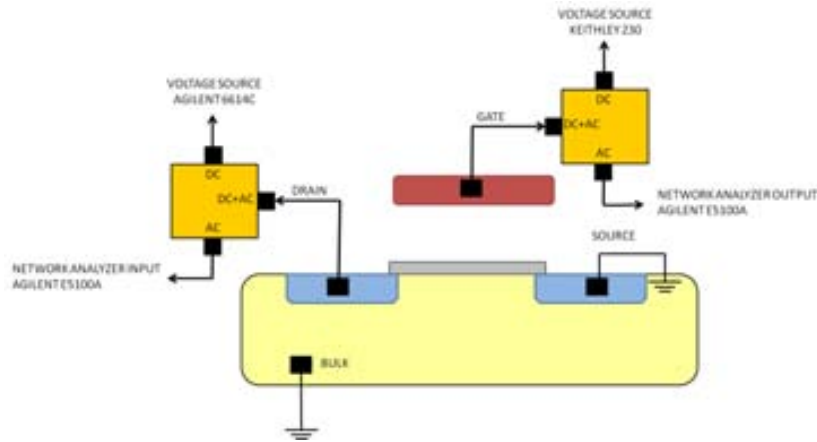 VOLTAGE SOURCE
KEITHLEY 230
DC
DC+AC
AC
GATE
NETWORK ANALYZER OUTPUT
AGILENT E5100A
VOLTAGE SOURCE
AGILENT 6614C
DC
DC+AC
AC
DRAIN
NETWORK ANALYZER INPUT
AGILENT E5100A
SOURCE
BULK